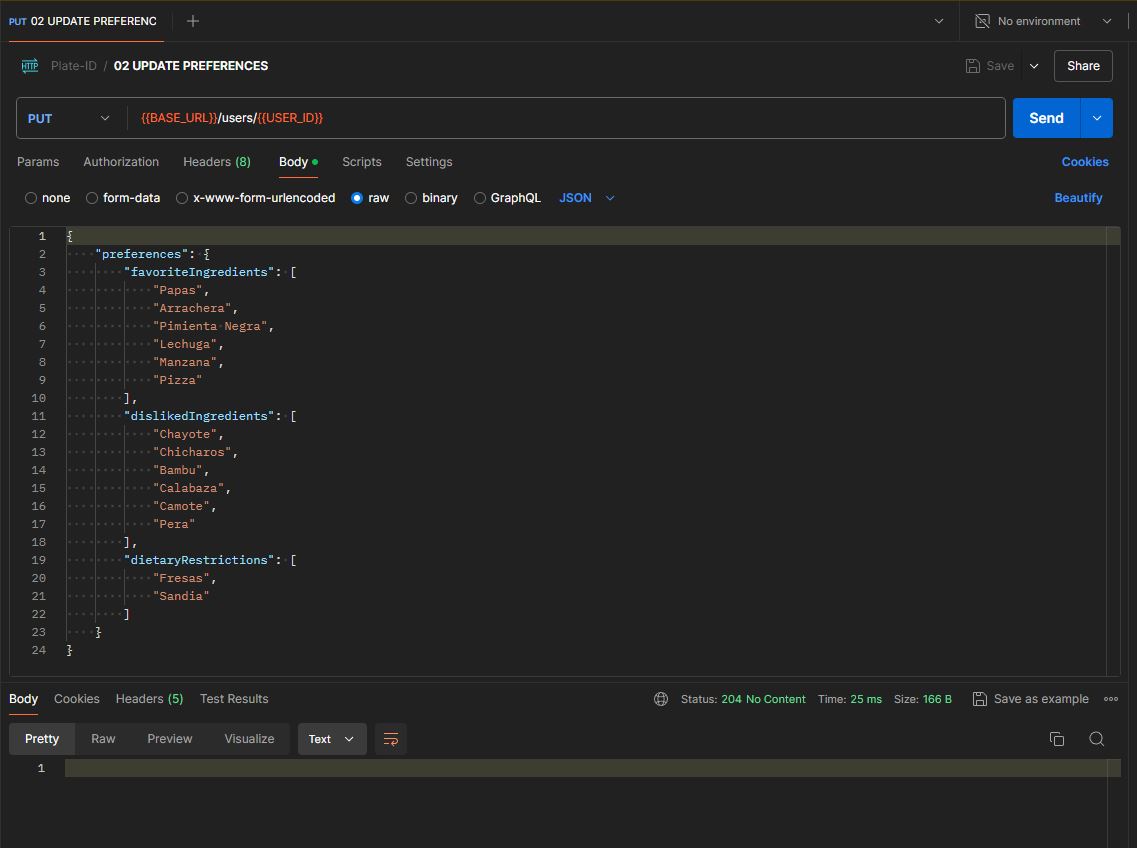 PUT 02 UPDATE PREFERENC
No environment
Plate-ID / 02 UPDATE PREFERENCES
Save
Share
PUT
{{BASE_URL}}/users/{{USER_ID}}
Send
Params Authorization Headers (8) Body Scripts Settings
Cookies
none form-data x-www-form-urlencoded raw binary GraphQL JSON
Beautify
1 {
2 "preferences": {
3 "favoriteIngredients": [
4 "Papas",
5 "Arrachera",
6 "Pimienta Negra",
7 "Lechuga",
8 "Manzana",
9 "Pizza"
10 ],
11 "dislikedIngredients": [
12 "Chayote",
13 "Chicharos",
14 "Bambu",
15 "Calabaza",
16 "Camote",
17 "Pera"
18 ],
19 "dietaryRestrictions": [
20 "Fresas",
21 "Sandia"
22 ]
23 }
24 }
Body Cookies Headers (5) Test Results
Status: 204 No Content Time: 25 ms Size: 166 B
Save as example
Pretty Raw Preview Visualize Text
1